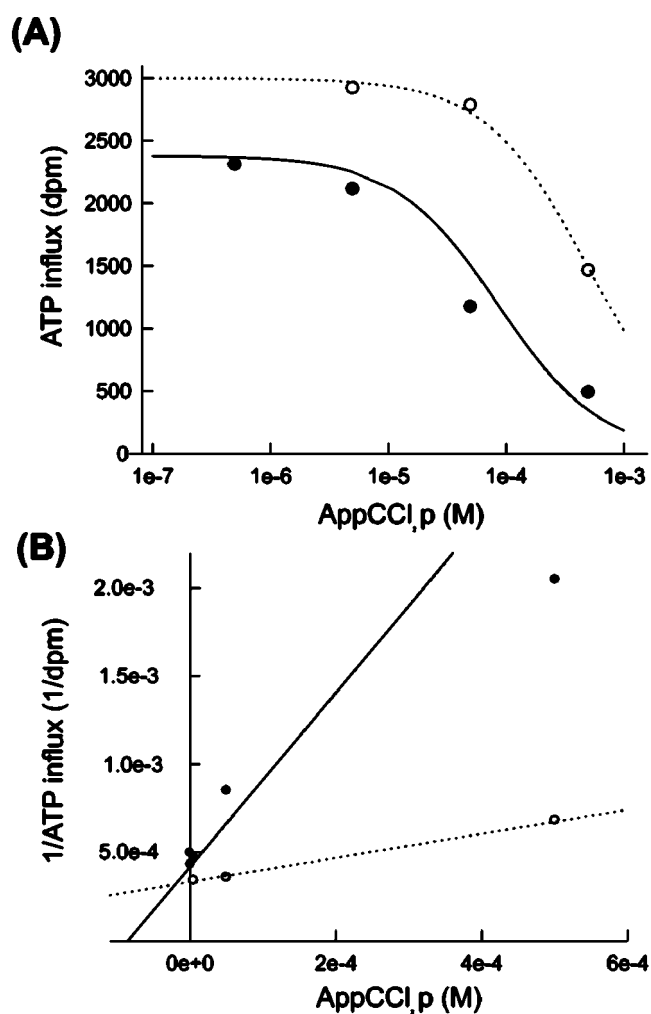 (A)
3000
2500
2000
1500
1000
500
0
ATP influx (dpm)
1e-7 1e-6 1e-5 1e-4 1e-3
AppCCl,p (M)
(B)
2.0e-3
1.5e-3
1.0e-3
5.0e-4
1/ATP influx (1/dpm)
0e+0 2e-4 4e-4 6e-4
AppCCl,p (M)